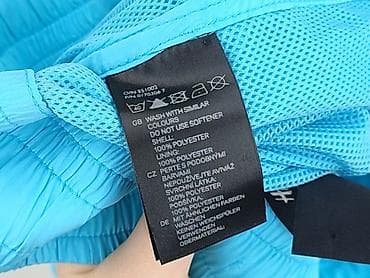 GB WASH WITH SIMILAR
COLOURS
DO NOT USE SOFTENER
SHELL:
100% POLYESTER
LINING:
100% POLYESTER
CZ PERTE S PODOBNÝMI
BARVAMI
NEPOUŽÍVEJTE AVIVÁŽ
SVRCHNÍ LÁTKA:
100% POLYESTER
PODŠÍVKA:
100% POLYESTER
DE MIT ÄHNLICHEN FARBEN
WASCHEN
KEINEN WEICHSPÜLER
VERWENDEN